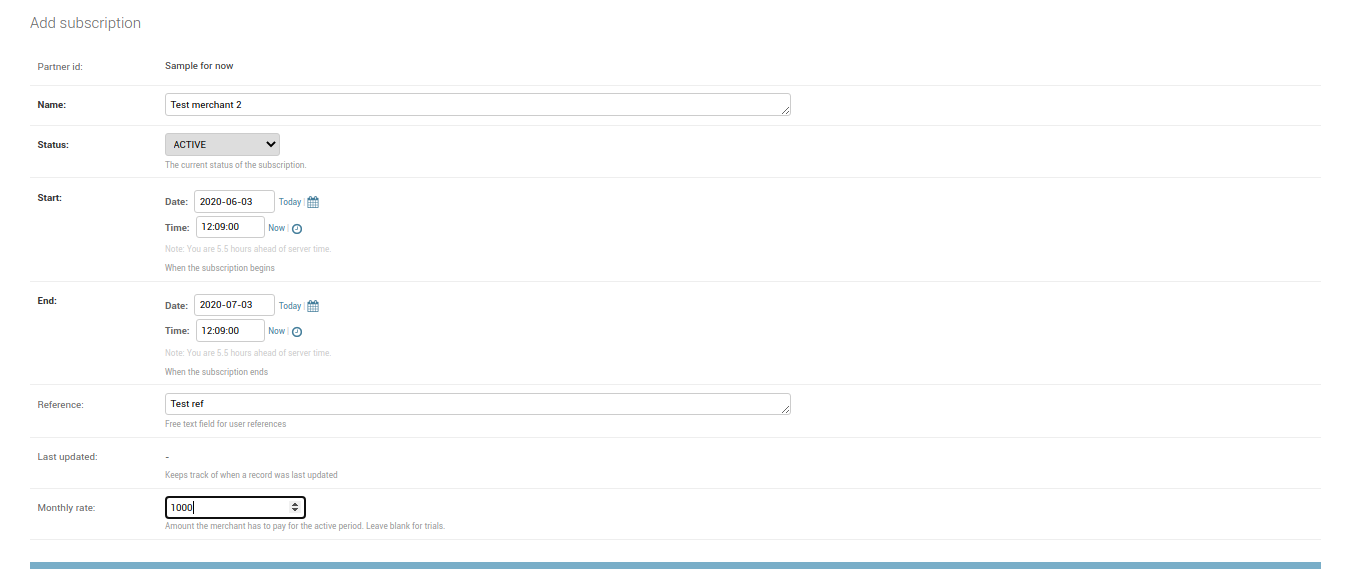 Add subscription
Partner id: Sample for now
Name: Test merchant 2
Status: ACTIVE
The current status of the subscription.
Start: Date: 2020-06-03 Today |
Time: 12:09:00 Now |
Note: You are 5.5 hours ahead of server time.
When the subscription begins
End: Date: 2020-07-03 Today |
Time: 12:09:00 Now |
Note: You are 5.5 hours ahead of server time.
When the subscription ends
Reference: Test ref
Free text field for user references
Last updated: -
Keeps track of when a record was last updated
Monthly rate: 1000
Amount the merchant has to pay for the active period. Leave blank for trials.